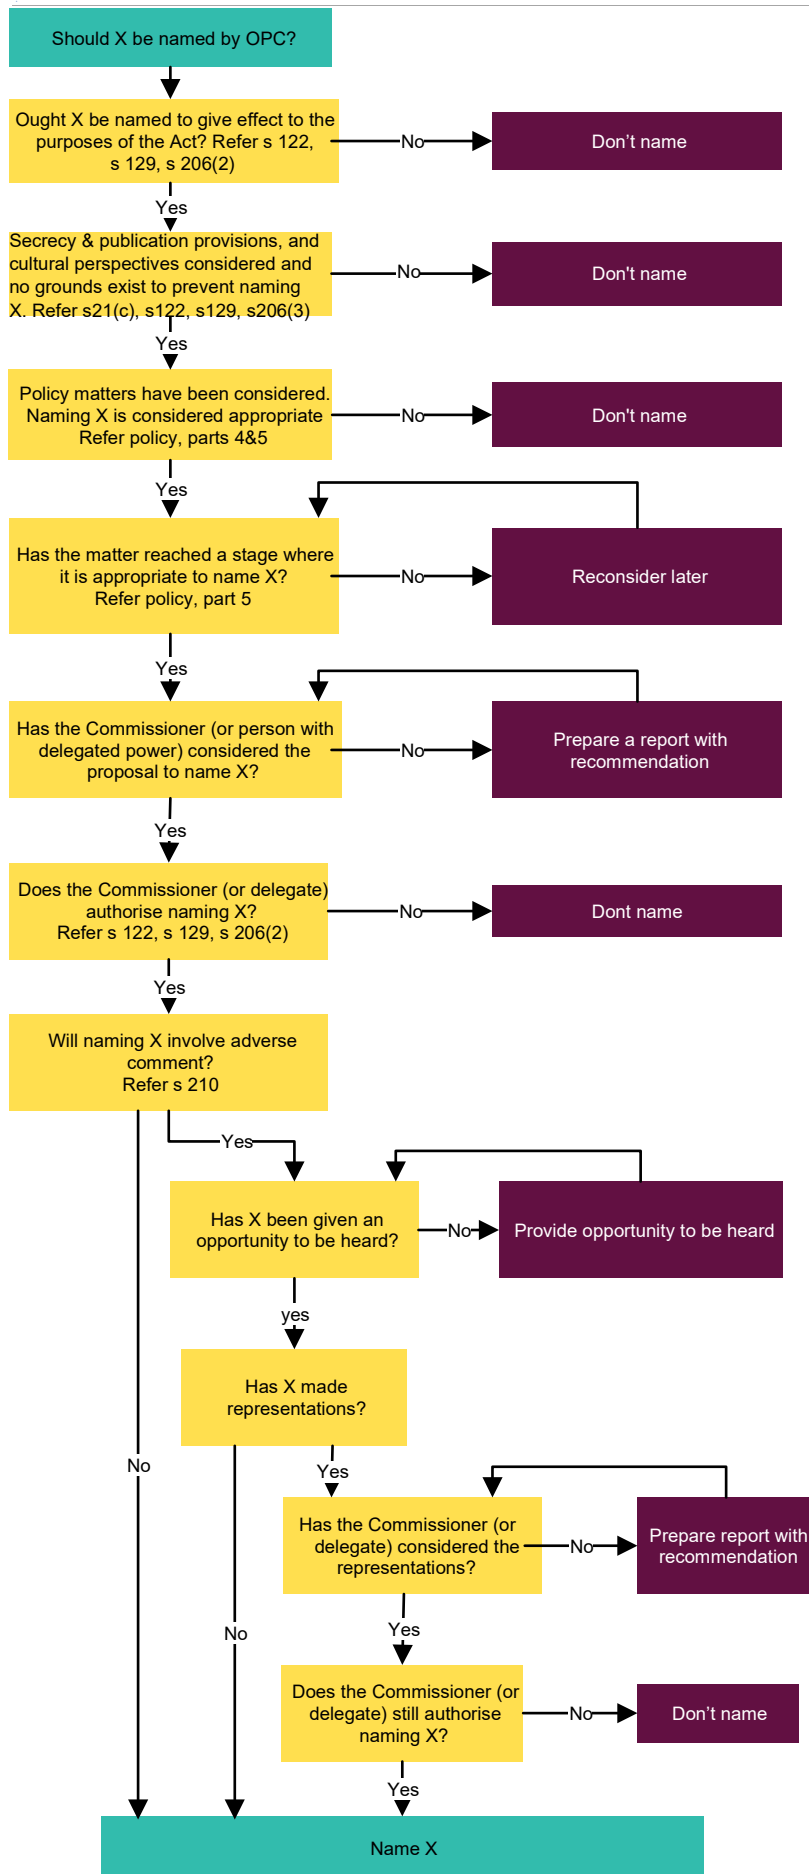 Should X be named by OPC?
Ought X be named to give effect to the
purposes of the Act? Refer s 122,
s 129, s 206(2)
No
Don’t name
Yes
Secrecy & publication provisions, and
cultural perspectives considered and
no grounds exist to prevent naming
X. Refer s21(c), s122, s129, s206(3)
No
Don't name
Yes
Policy matters have been considered.
Naming X is considered appropriate
Refer policy, parts 4&5
No
Don't name
Yes
Has the matter reached a stage where
it is appropriate to name X?
Refer policy, part 5
No
Reconsider later
Yes
Has the Commissioner (or person with
delegated power) considered the
proposal to name X?
No
Prepare a report with
recommendation
Yes
Does the Commissioner (or delegate)
authorise naming X?
Refer s 122, s 129, s 206(2)
No
Dont name
Yes
Will naming X involve adverse
comment?
Refer s 210
Yes
Has X been given an
opportunity to be heard?
No
Provide opportunity to be heard
yes
Has X made
representations?
No
Yes
Has the Commissioner (or
delegate) considered the
representations?
No
Prepare report with
recommendation
No
Yes
Does the Commissioner (or
delegate) still authorise
naming X?
No
Don’t name
Yes
Name X